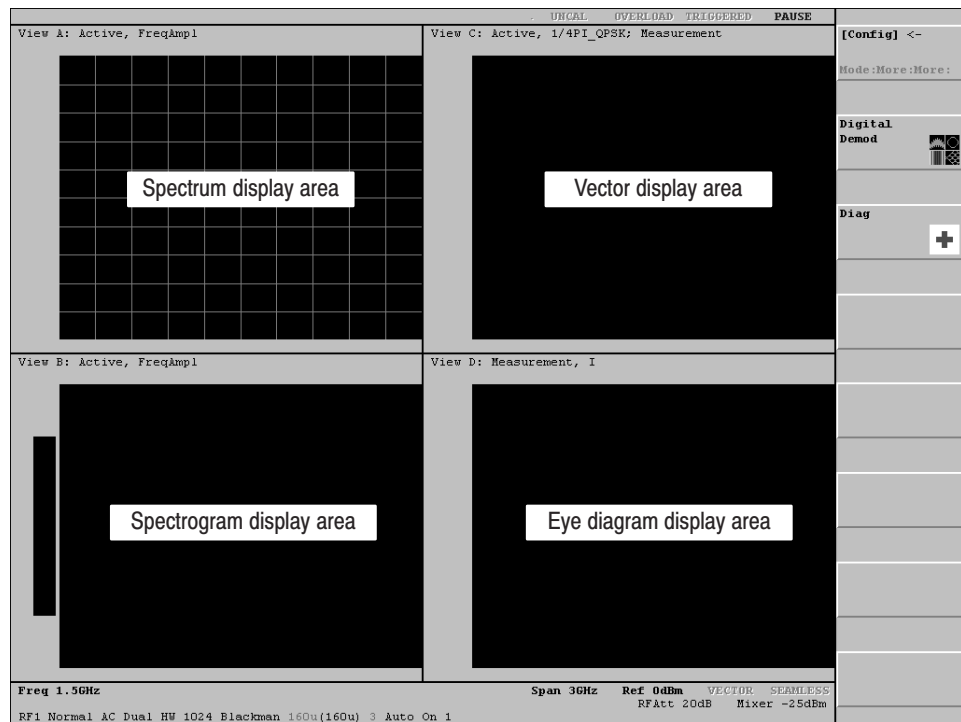 . UNCAL OVERLOAD TRIGGERED PAUSE
View A: Active, FreqAmpl
View C: Active, 1/4PI_QPSK; Measurement
[Config] <-
Mode:More:More:
Digital
Demod
Spectrum display area
Vector display area
Diag
View B: Active, FreqAmpl
View D: Measurement, I
Spectrogram display area
Eye diagram display area
Freq 1.5GHz
Span 3GHz Ref 0dBm VECTOR SEAMLESS
RFAtt 20dB Mixer -25dBm
RF1 Normal AC Dual HW 1024 Blackman 160u(160u) 3 Auto On 1